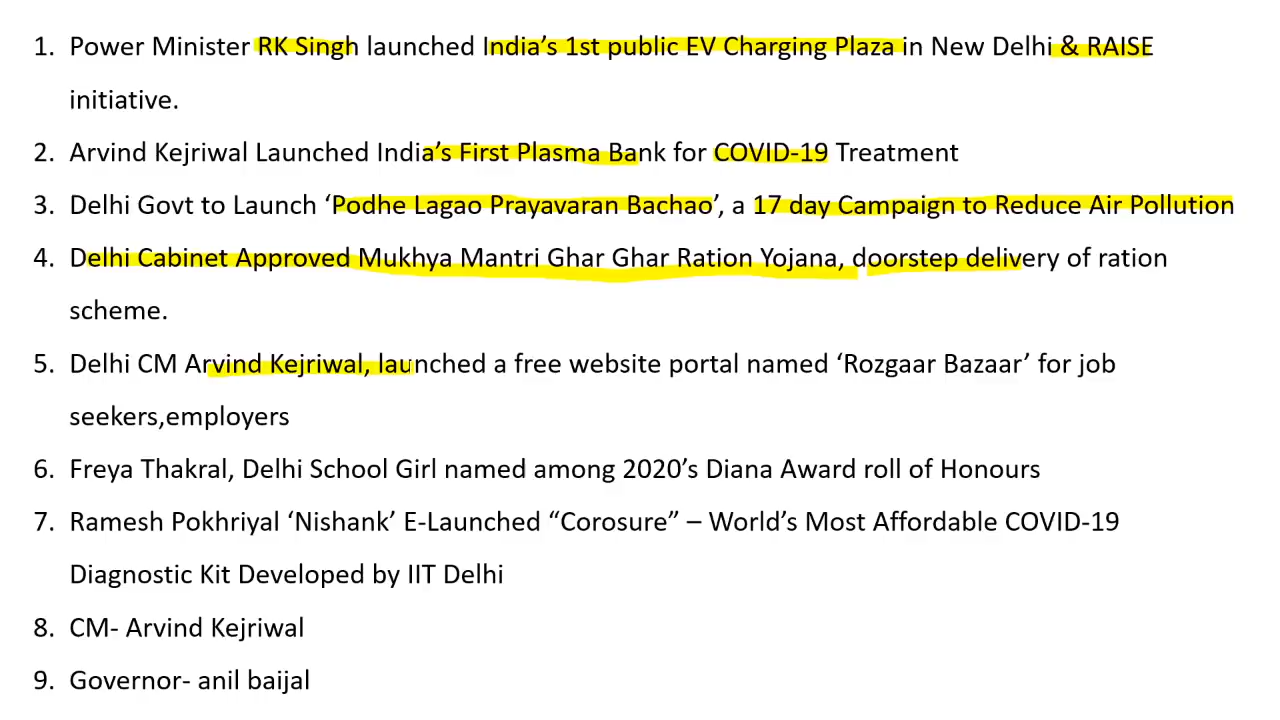 1. Power Minister RK Singh launched India’s 1st public EV Charging Plaza in New Delhi & RAISE
initiative.
2. Arvind Kejriwal Launched India’s First Plasma Bank for COVID-19 Treatment
3. Delhi Govt to Launch ‘Podhe Lagao Prayavaran Bachao’, a 17 day Campaign to Reduce Air Pollution
4. Delhi Cabinet Approved Mukhya Mantri Ghar Ghar Ration Yojana, doorstep delivery of ration
scheme.
5. Delhi CM Arvind Kejriwal, launched a free website portal named ‘Rozgaar Bazaar’ for job
seekers,employers
6. Freya Thakral, Delhi School Girl named among 2020’s Diana Award roll of Honours
7. Ramesh Pokhriyal ‘Nishank’ E-Launched “Corosure” – World’s Most Affordable COVID-19
Diagnostic Kit Developed by IIT Delhi
8. CM- Arvind Kejriwal
9. Governor- anil baijal